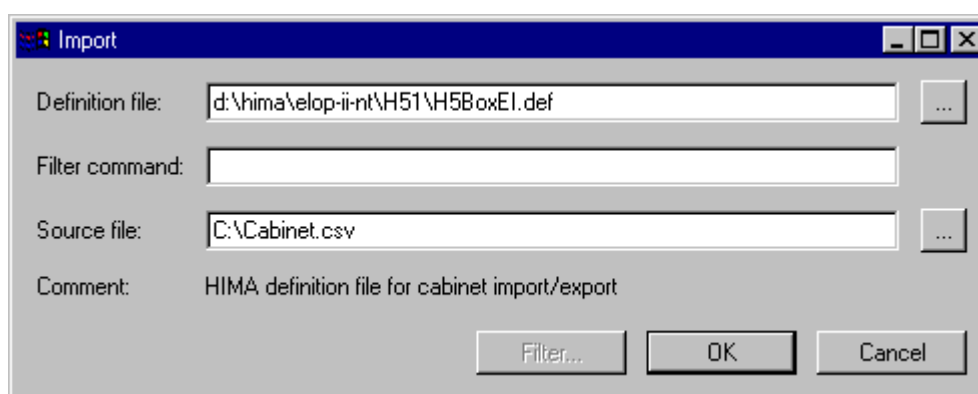 Import
Definition file: d:\hima\elop-ii-nt\H51\H5BoxEI.def ...
Filter command:
Source file: C:\Cabinet.csv ...
Comment: HIMA definition file for cabinet import/export
Filter... OK Cancel